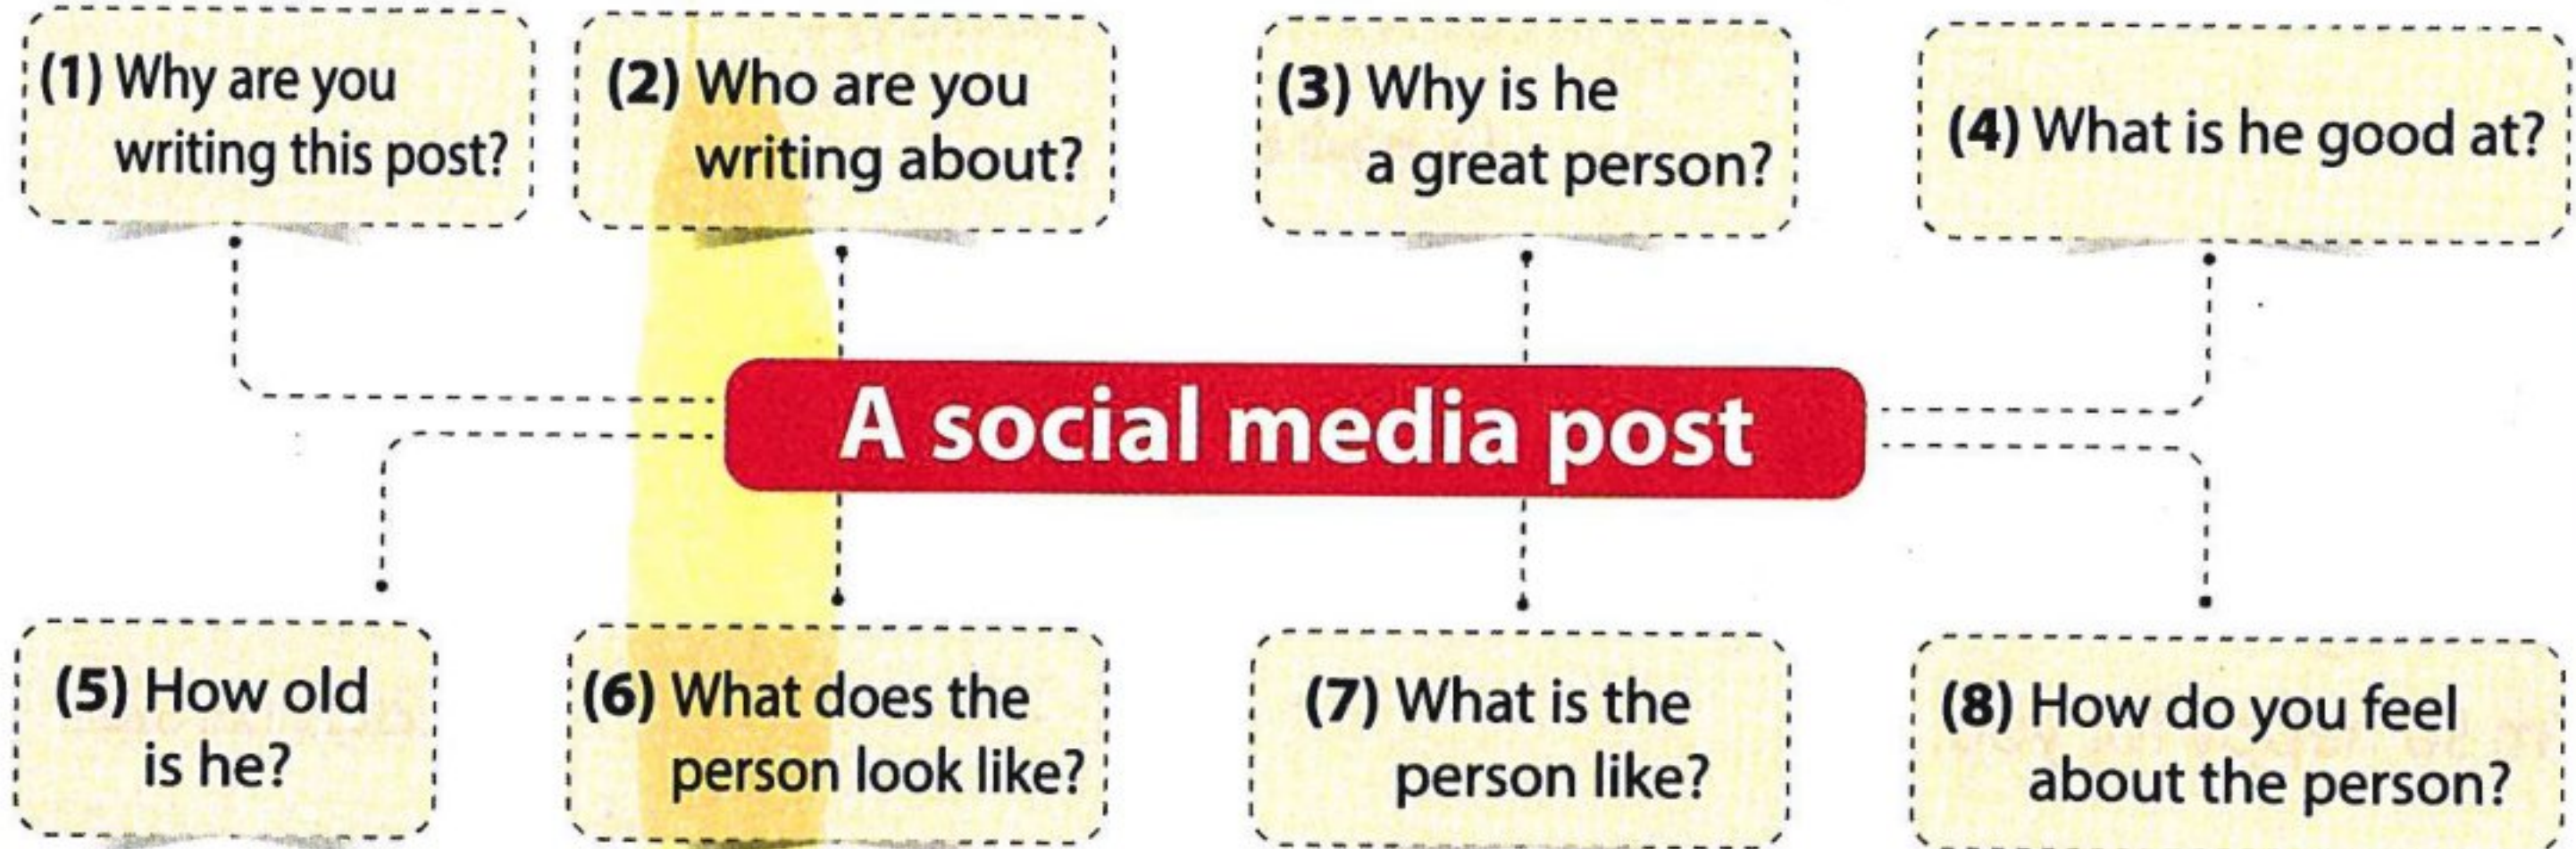 (1) Why are you
writing this post?
(2) Who are you
writing about?
(3) Why is he
a great person?
(4) What is he good at?
A social media post
(5) How old
is he?
(6) What does the
person look like?
(7) What is the
person like?
(8) How do you feel
about the person?